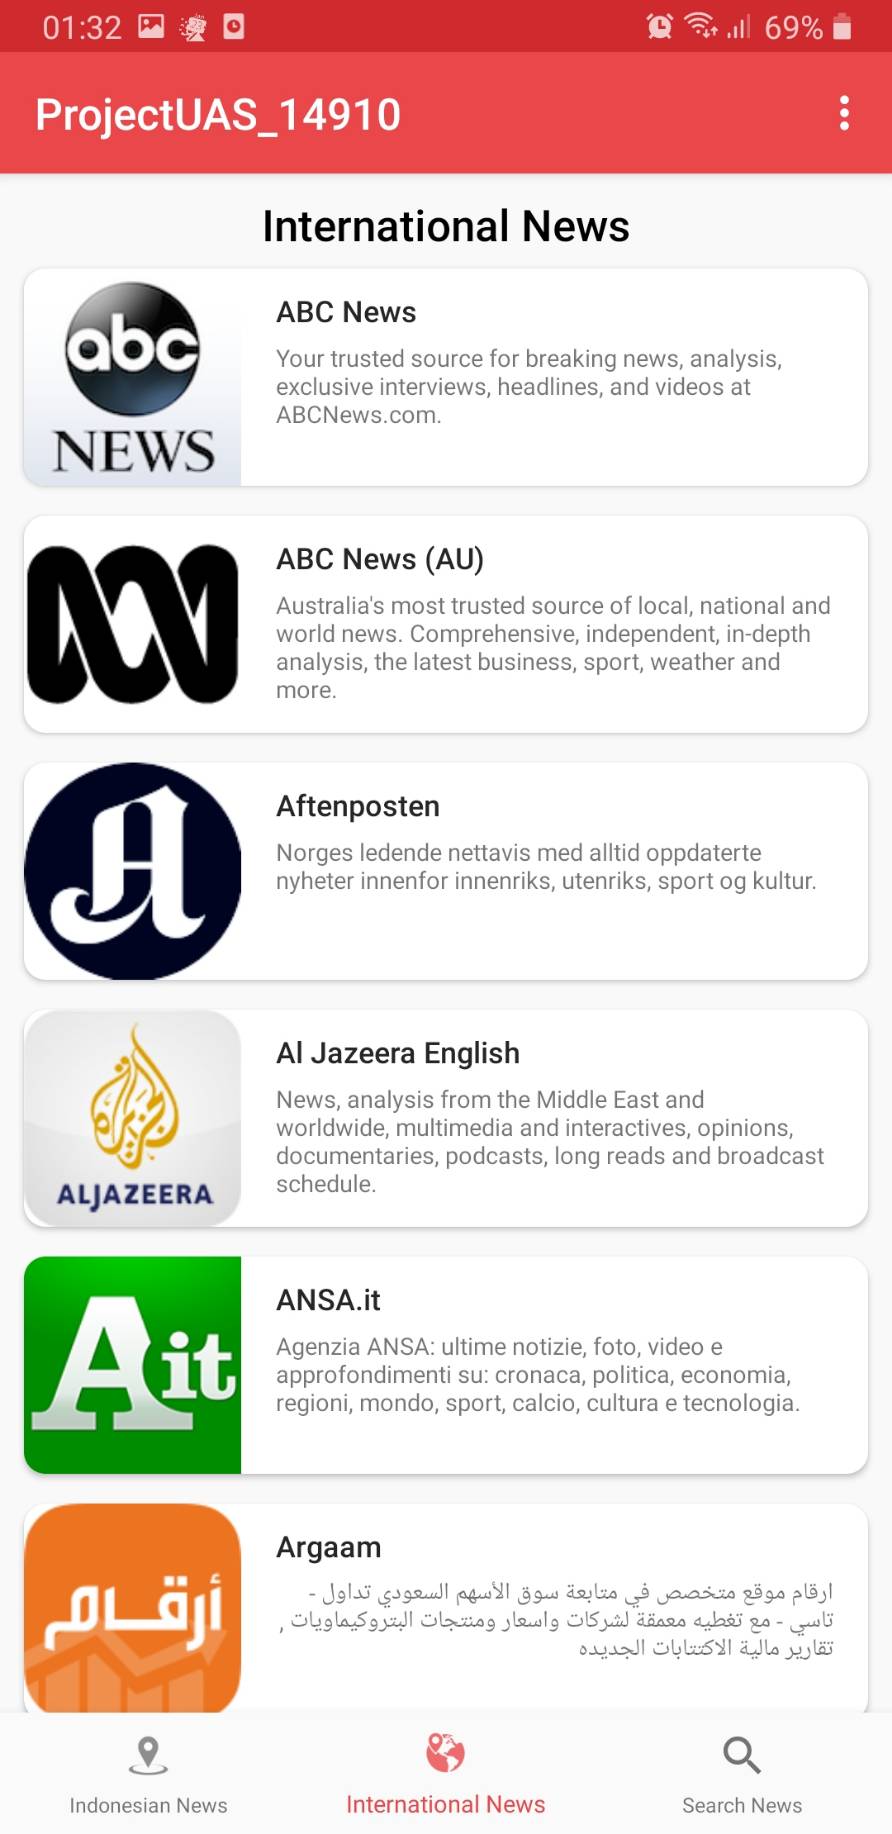 01:32
69%
ProjectUAS_14910
International News
abc
NEWS
ABC News
Your trusted source for breaking news, analysis,
exclusive interviews, headlines, and videos at
ABCNews.com.
ABC News (AU)
Australia's most trusted source of local, national and
world news. Comprehensive, independent, in-depth
analysis, the latest business, sport, weather and
more.
A
Aftenposten
Norges ledende nettavis med alltid oppdaterte
nyheter innenfor innenriks, utenriks, sport og kultur.
الجزيرة
ALJAZEERA
Al Jazeera English
News, analysis from the Middle East and
worldwide, multimedia and interactives, opinions,
documentaries, podcasts, long reads and broadcast
schedule.
Ait
ANSA.it
Agenzia ANSA: ultime notizie, foto, video e
approfondimenti su: cronaca, politica, economia,
regioni, mondo, sport, calcio, cultura e tecnologia.
أرقام
Argaam
ارقام موقع متخصص في متابعة سوق الأسهم السعودي تداول -
تاسي - مع تغطيه معمقة لشركات واسعار ومنتجات البتروكيماويات ,
تقارير مالية الاكتتابات الجديده
Indonesian News
International News
Search News